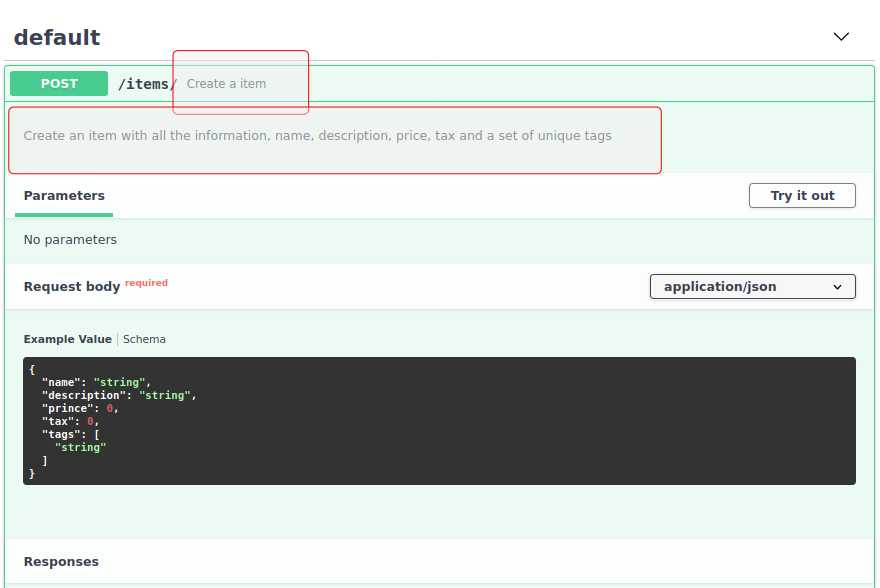 default
POST /items/ Create a item
Create an item with all the information, name, description, price, tax and a set of unique tags
Parameters
Try it out
No parameters
Request body required
application/json
Example Value | Schema
{
  "name": "string",
  "description": "string",
  "prince": 0,
  "tax": 0,
  "tags": [
    "string"
  ]
}
Responses